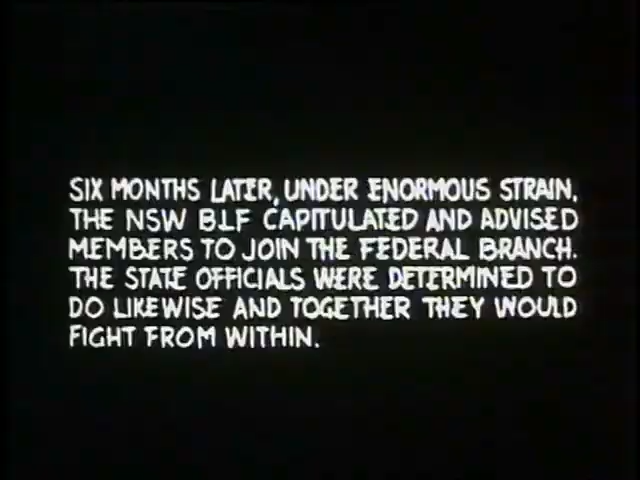 SIX MONTHS LATER, UNDER ENORMOUS STRAIN,
THE NSW BLF CAPITULATED AND ADVISED
MEMBERS TO JOIN THE FEDERAL BRANCH.
THE STATE OFFICIALS WERE DETERMINED TO
DO LIKEWISE AND TOGETHER THEY WOULD
FIGHT FROM WITHIN.